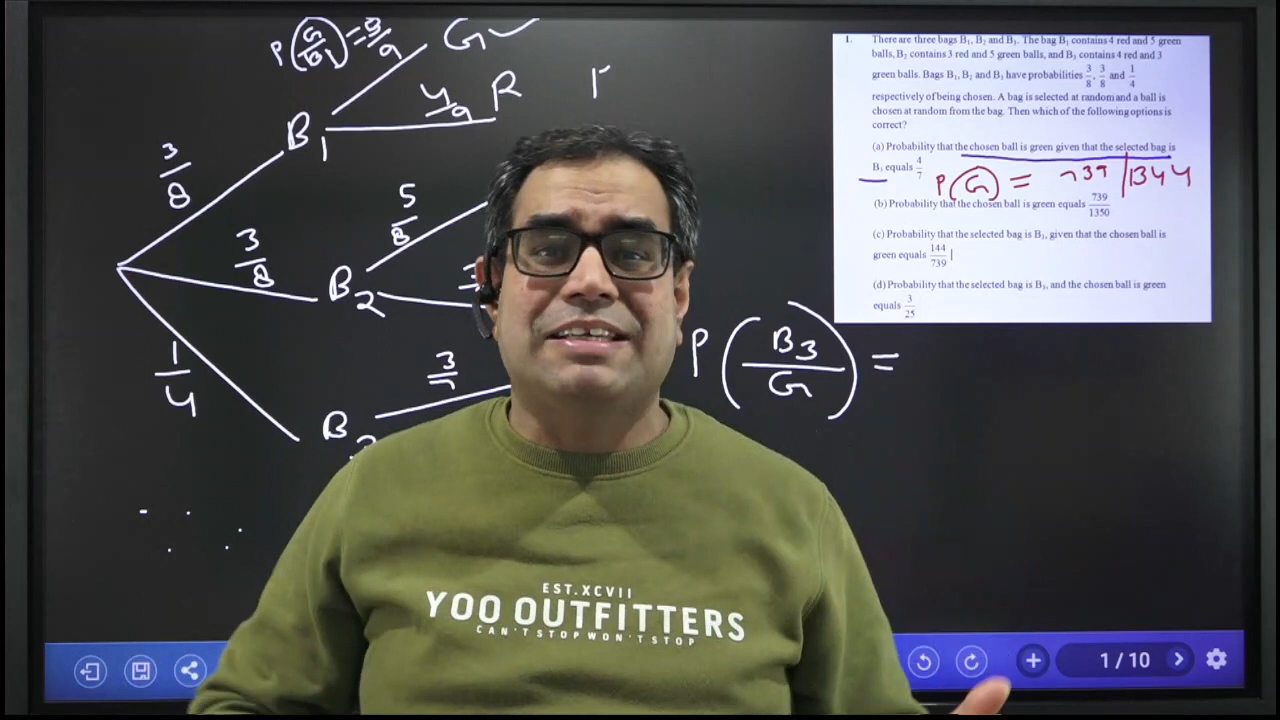 P(G/B1) = 5/9
G
4/9 R
B1
3/8
5/8
3/8
B2
1/4
3/7
B3
P(B3/G) =
1. There are three bags B₁, B₂ and B₃. The bag B₁ contains 4 red and 5 green
balls, B₂ contains 3 red and 5 green balls, and B₃ contains 4 red and 3
green balls. Bags B₁, B₂ and B₃ have probabilities 3/8, 3/8 and 1/4
respectively of being chosen. A bag is selected at random and a ball is
chosen at random from the bag. Then which of the following options is
correct?
(a) Probability that the chosen ball is green given that the selected bag is
B₃ equals 4/7
P(G) = 739/1344
(b) Probability that the chosen ball is green equals 739/1350
(c) Probability that the selected bag is B₃, given that the chosen ball is
green equals 144/739
(d) Probability that the selected bag is B₃, and the chosen ball is green
equals 3/25
EST.XCVII
YOO OUTFITTERS
CAN'T STOP WON'T STOP
1 / 10